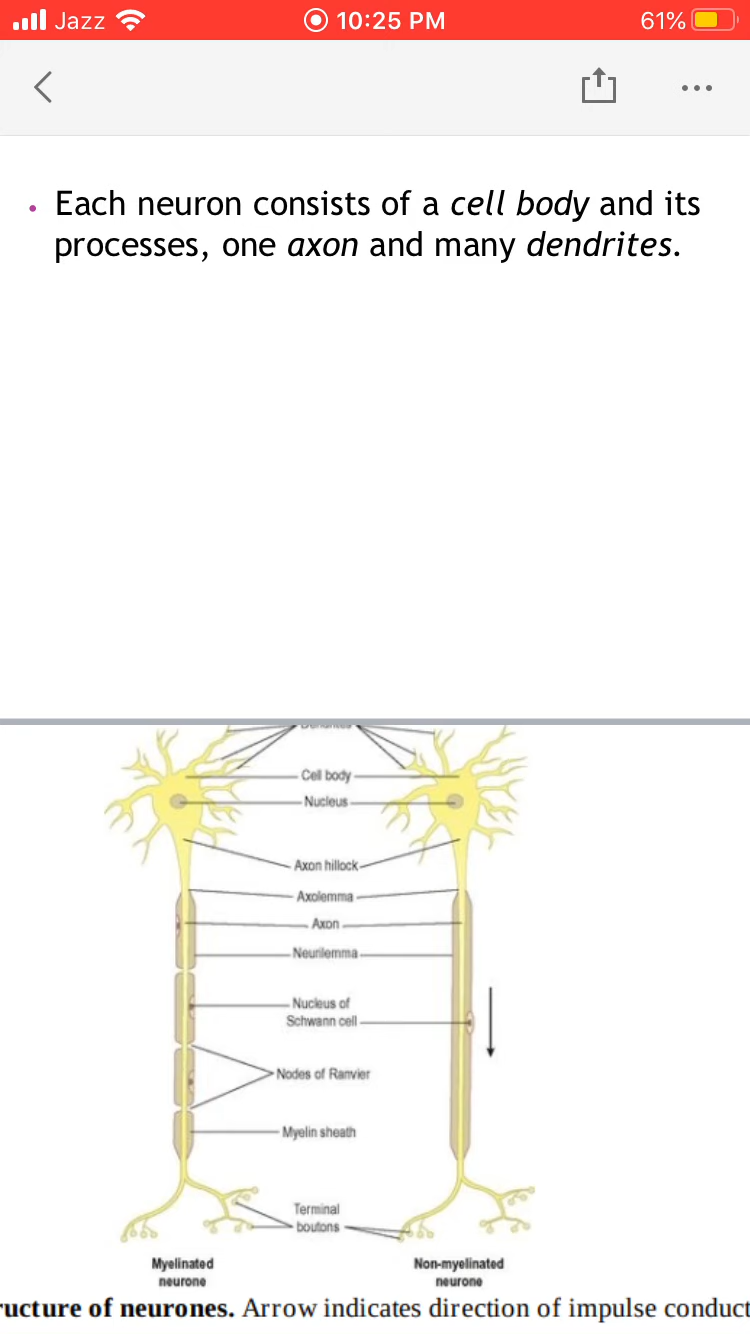 Jazz 10:25 PM 61%
• Each neuron consists of a cell body and its
processes, one axon and many dendrites.
Cell body
Nucleus
Axon hillock
Axolemma
Axon
Neurilemma
Nucleus of
Schwann cell
Nodes of Ranvier
Myelin sheath
Terminal
boutons
Myelinated
neurone
Non-myelinated
neurone
ructure of neurones. Arrow indicates direction of impulse conduct